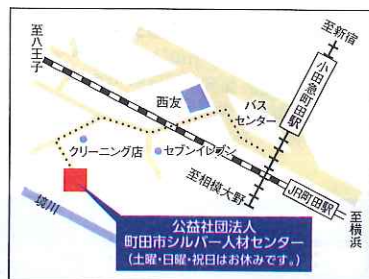 至新宿
至八王子
小田急町田駅
西友
バス
センター
クリーニング店
セブンイレブン
至相模大野
JR町田駅
至横浜
境川
公益社団法人
町田市シルバー人材センター
(土曜・日曜・祝日はお休みです。)